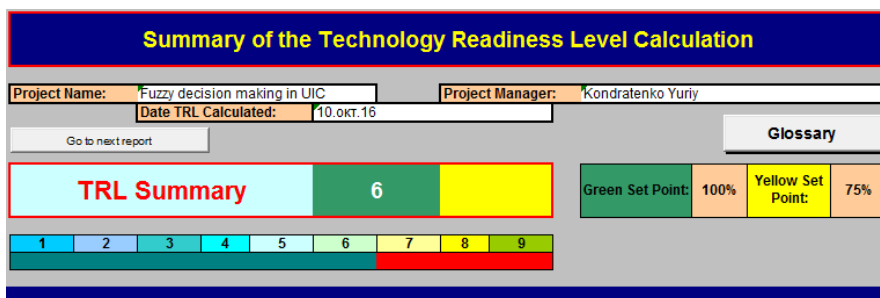 Summary of the Technology Readiness Level Calculation
Project Name: Fuzzy decision making in UIC Project Manager: Kondratenko Yuriy
Date TRL Calculated: 10.окт.16
Go to next report Glossary
TRL Summary 6 Green Set Point: 100% Yellow Set Point: 75%
1 2 3 4 5 6 7 8 9